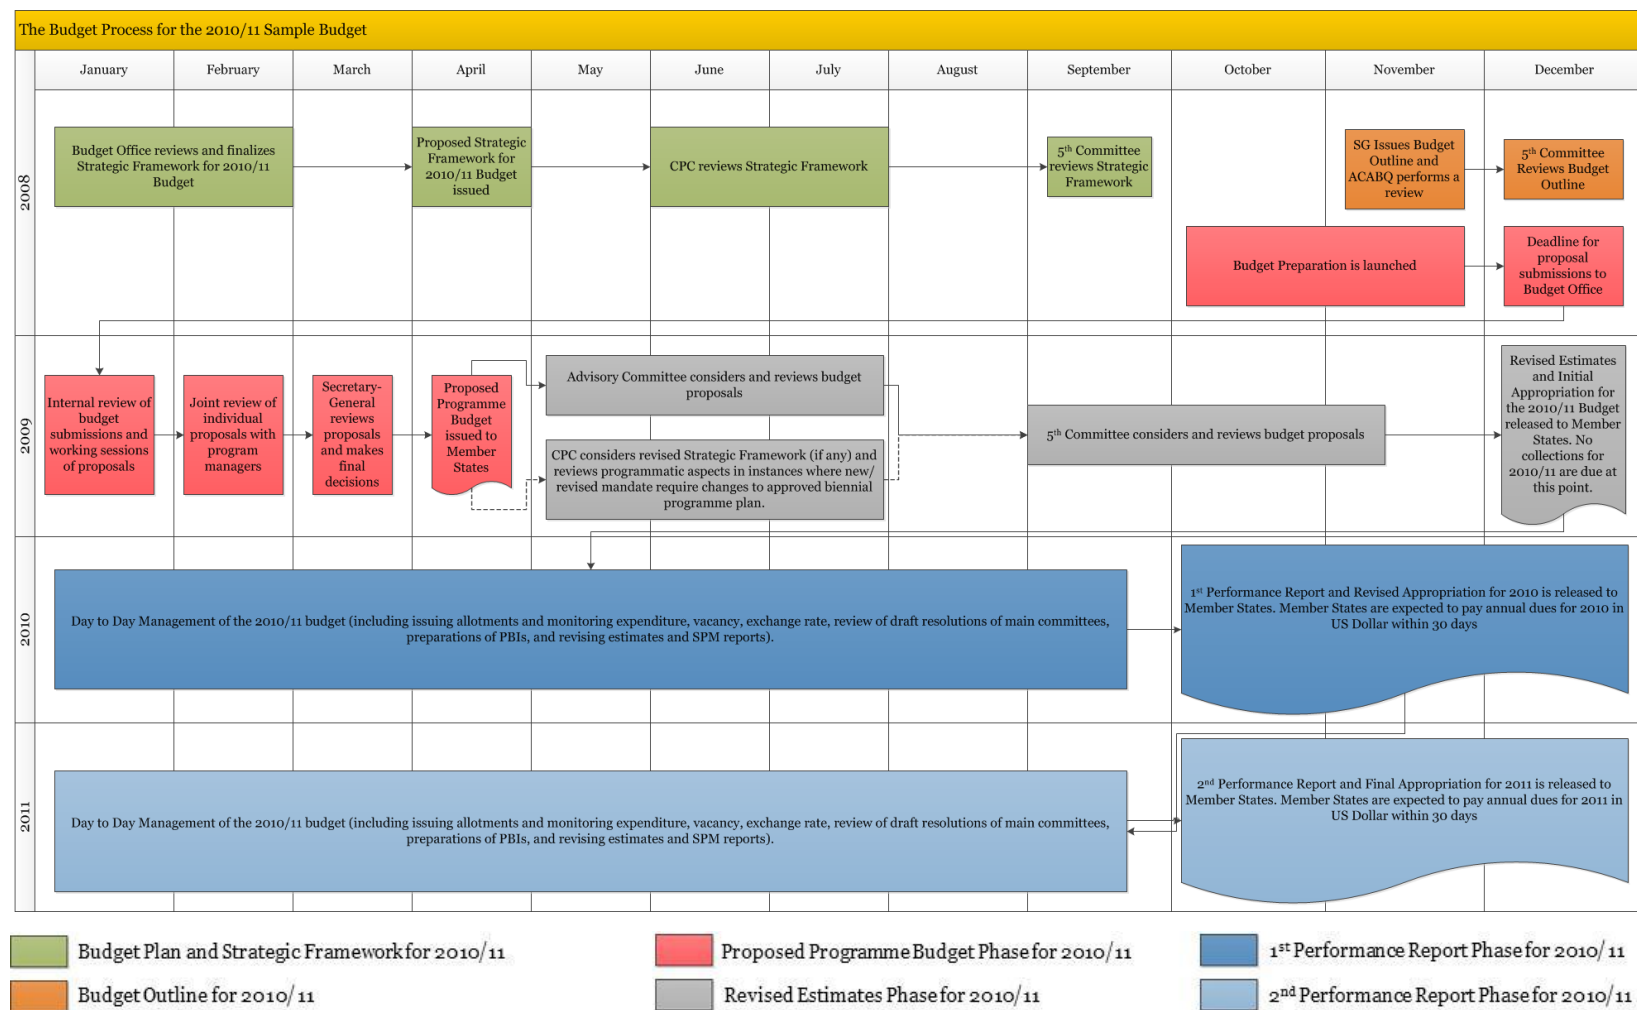 The Budget Process for the 2010/11 Sample Budget
January
February
March
April
May
June
July
August
September
October
November
December
2008
Budget Office reviews and finalizes
Strategic Framework for 2010/11
Budget
Proposed Strategic
Framework for
2010/11 Budget
issued
CPC reviews Strategic Framework
5th Committee
reviews Strategic
Framework
SG Issues Budget
Outline and
ACABQ performs a
review
5th Committee
Reviews Budget
Outline
Budget Preparation is launched
Deadline for
proposal
submissions to
Budget Office
2009
Internal review of
budget
submissions and
working sessions
of proposals
Joint review of
individual
proposals with
program
managers
Secretary-
General
reviews
proposals
and makes
final
decisions
Proposed
Programme
Budget
issued to
Member
States
Advisory Committee considers and reviews budget
proposals
CPC considers revised Strategic Framework (if any) and
reviews programmatic aspects in instances where new/
revised mandate require changes to approved biennial
programme plan.
5th Committee considers and reviews budget proposals
Revised Estimates
and Initial
Appropriation for
the 2010/11 Budget
released to Member
States. No
collections for
2010/11 are due at
this point.
2010
Day to Day Management of the 2010/11 budget (including issuing allotments and monitoring expenditure, vacancy, exchange rate, review of draft resolutions of main committees,
preparations of PBIs, and revising estimates and SPM reports).
1st Performance Report and Revised Appropriation for 2010 is released to
Member States. Member States are expected to pay annual dues for 2010 in
US Dollar within 30 days
2011
Day to Day Management of the 2010/11 budget (including issuing allotments and monitoring expenditure, vacancy, exchange rate, review of draft resolutions of main committees,
preparations of PBIs, and revising estimates and SPM reports).
2nd Performance Report and Final Appropriation for 2011 is released to
Member States. Member States are expected to pay annual dues for 2011 in
US Dollar within 30 days
Budget Plan and Strategic Framework for 2010/11
Proposed Programme Budget Phase for 2010/11
1st Performance Report Phase for 2010/11
Budget Outline for 2010/11
Revised Estimates Phase for 2010/11
2nd Performance Report Phase for 2010/11